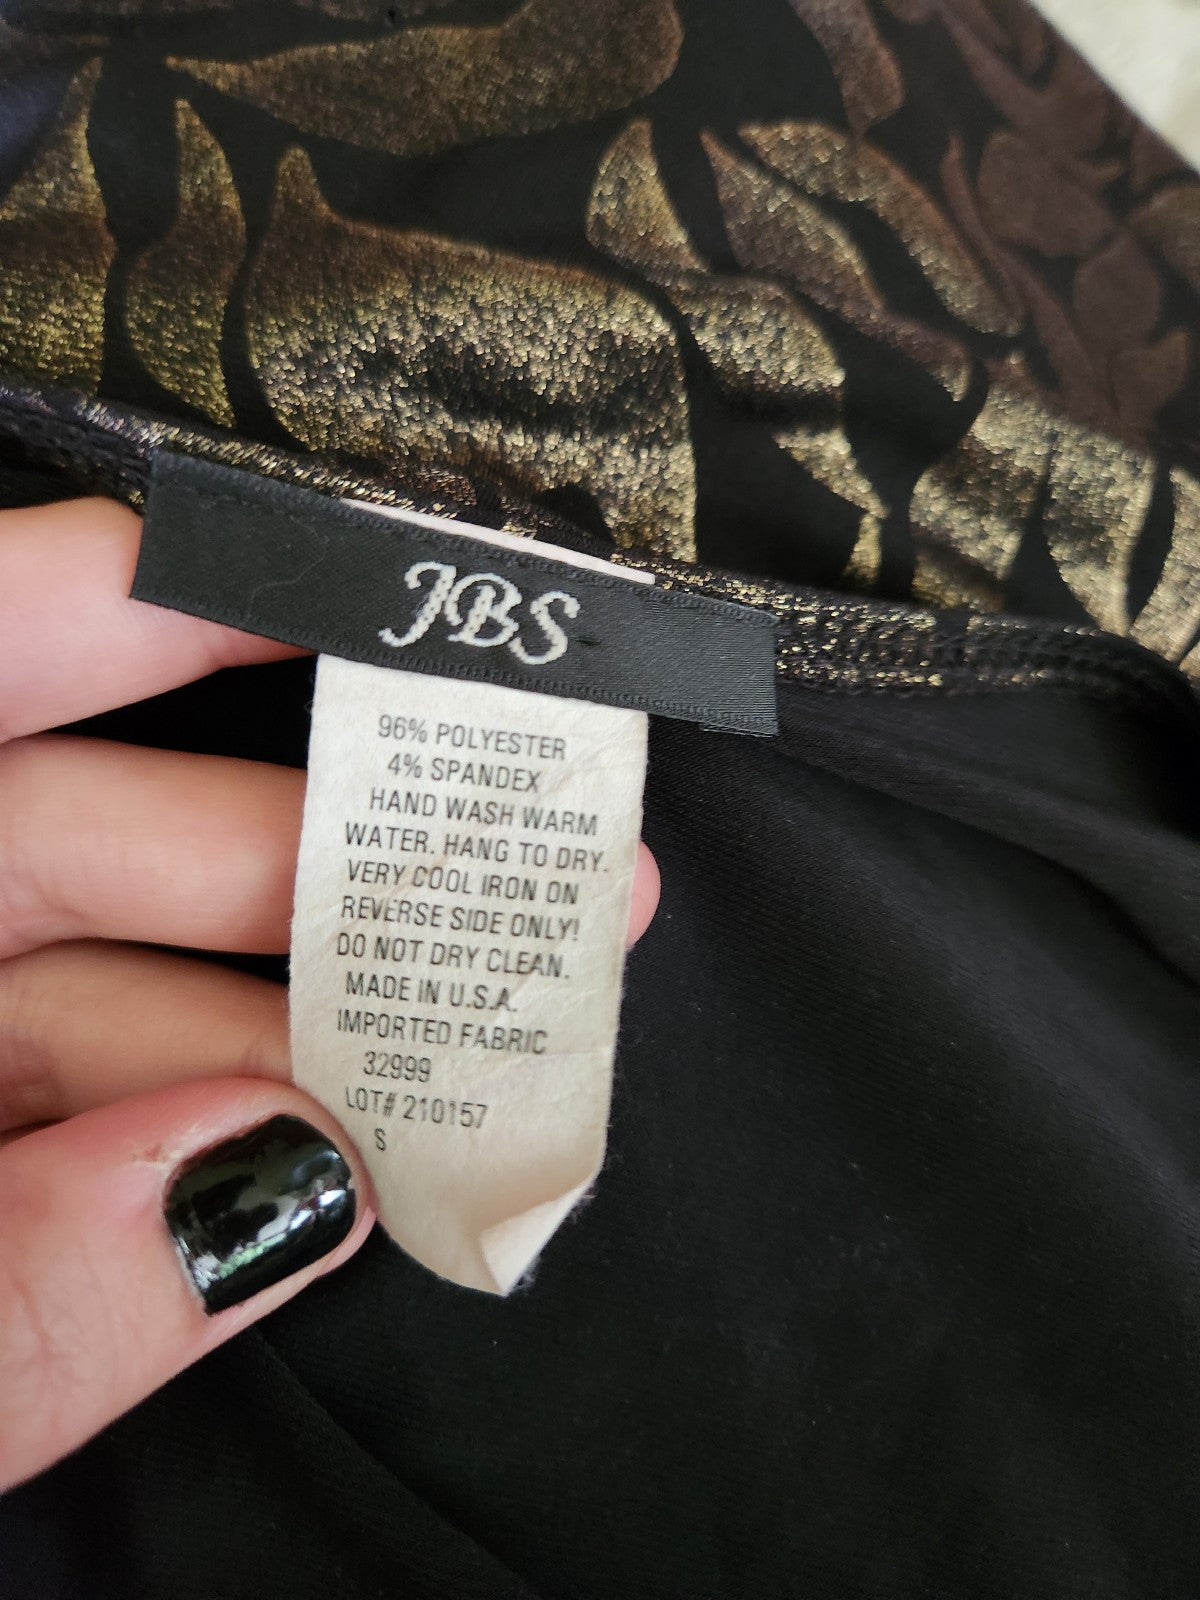 JBS
96% POLYESTER
4% SPANDEX
HAND WASH WARM
WATER. HANG TO DRY.
VERY COOL IRON ON
REVERSE SIDE ONLY!
DO NOT DRY CLEAN.
MADE IN U.S.A.
IMPORTED FABRIC
32999
LOT# 210157
S